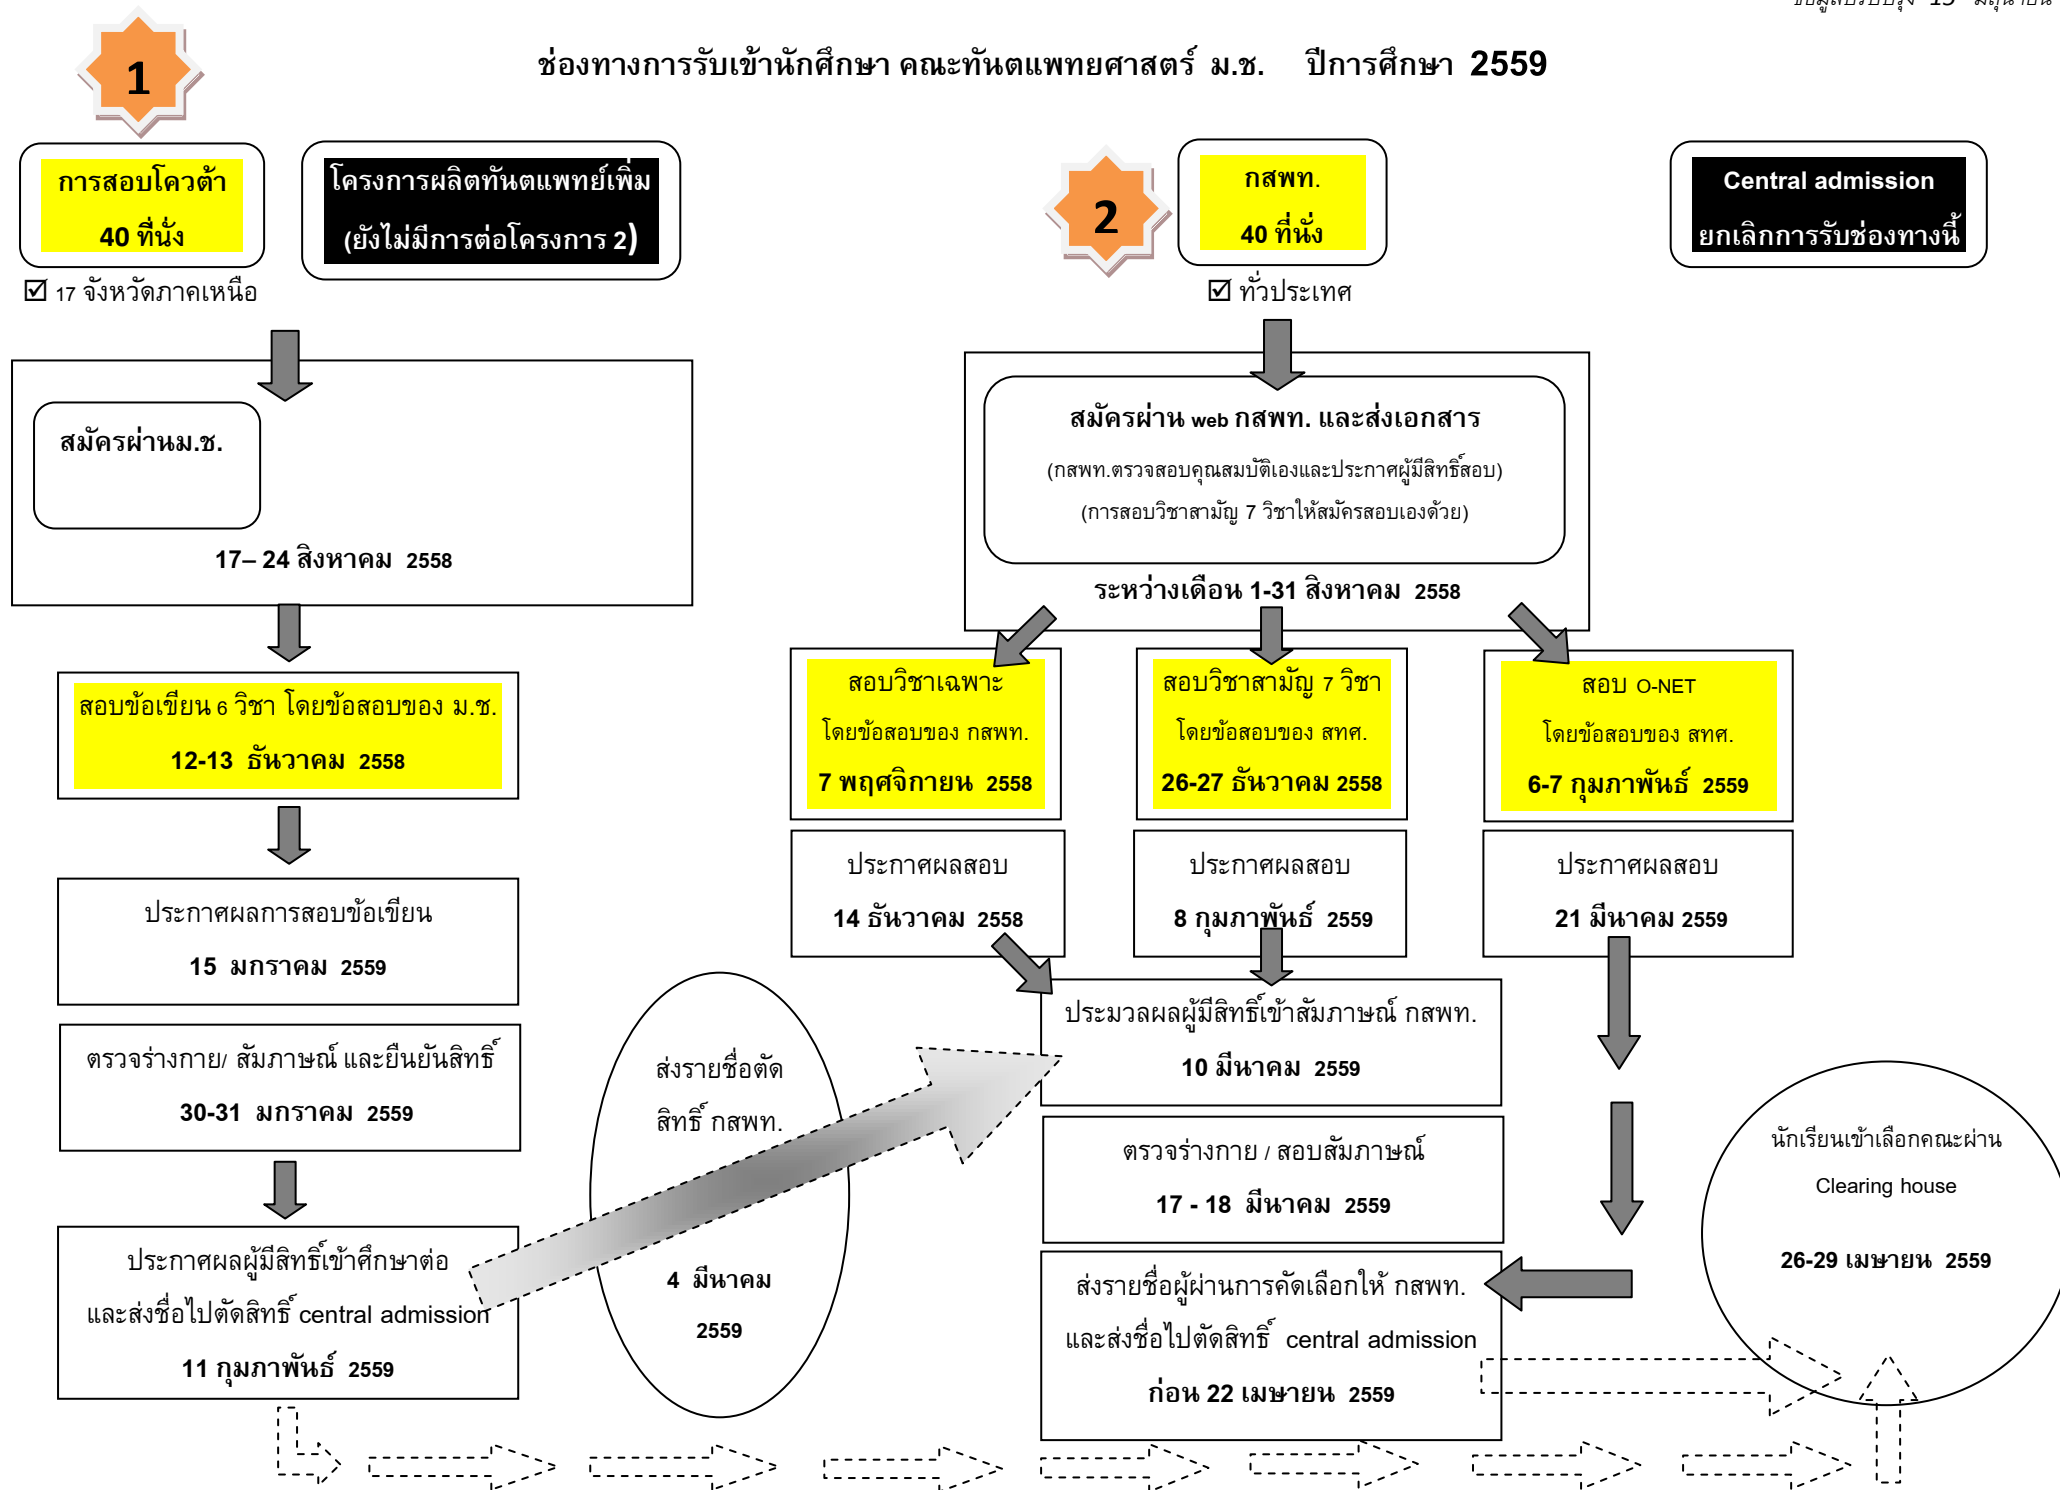 ช่องทางการรับเข้านักศึกษา คณะทันตแพทยศาสตร์ ม.ช. ปีการศึกษา 2559
1
การสอบโควต้า
40 ที่นั่ง
☑ 17 จังหวัดภาคเหนือ
โครงการผลิตทันตแพทย์เพิ่ม
(ยังไม่มีการต่อโครงการ 2)
2
กสพท.
40 ที่นั่ง
☑ ทั่วประเทศ
Central admission
ยกเลิกการรับช่องทางนี้
สมัครผ่านม.ช.
17– 24 สิงหาคม 2558
สอบข้อเขียน 6 วิชา โดยข้อสอบของ ม.ช.
12-13 ธันวาคม 2558
ประกาศผลการสอบข้อเขียน
15 มกราคม 2559
ตรวจร่างกาย/ สัมภาษณ์ และยืนยันสิทธิ์
30-31 มกราคม 2559
ประกาศผลผู้มีสิทธิ์เข้าศึกษาต่อ
และส่งชื่อไปตัดสิทธิ์ central admission
11 กุมภาพันธ์ 2559
ส่งรายชื่อตัด
สิทธิ์ กสพท.
4 มีนาคม
2559
สมัครผ่าน web กสพท. และส่งเอกสาร
(กสพท.ตรวจสอบคุณสมบัติเองและประกาศผู้มีสิทธิ์สอบ)
(การสอบวิชาสามัญ 7 วิชาให้สมัครสอบเองด้วย)
ระหว่างเดือน 1-31 สิงหาคม 2558
สอบวิชาเฉพาะ
โดยข้อสอบของ กสพท.
7 พฤศจิกายน 2558
สอบวิชาสามัญ 7 วิชา
โดยข้อสอบของ สทศ.
26-27 ธันวาคม 2558
สอบ O-NET
โดยข้อสอบของ สทศ.
6-7 กุมภาพันธ์ 2559
ประกาศผลสอบ
14 ธันวาคม 2558
ประกาศผลสอบ
8 กุมภาพันธ์ 2559
ประกาศผลสอบ
21 มีนาคม 2559
ประมวลผลผู้มีสิทธิ์เข้าสัมภาษณ์ กสพท.
10 มีนาคม 2559
ตรวจร่างกาย / สอบสัมภาษณ์
17 - 18 มีนาคม 2559
ส่งรายชื่อผู้ผ่านการคัดเลือกให้ กสพท.
และส่งชื่อไปตัดสิทธิ์ central admission
ก่อน 22 เมษายน 2559
นักเรียนเข้าเลือกคณะผ่าน
Clearing house
26-29 เมษายน 2559